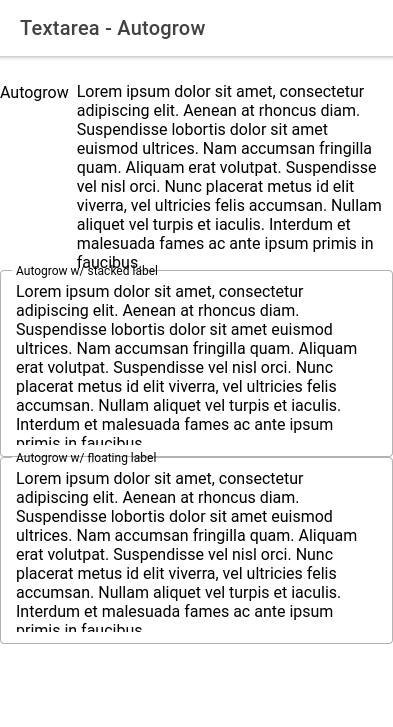 Textarea - Autogrow
Autogrow
Lorem ipsum dolor sit amet, consectetur
adipiscing elit. Aenean at rhoncus diam.
Suspendisse lobortis dolor sit amet
euismod ultrices. Nam accumsan fringilla
quam. Aliquam erat volutpat. Suspendisse
vel nisl orci. Nunc placerat metus id elit
viverra, vel ultricies felis accumsan. Nullam
aliquet vel turpis et iaculis. Interdum et
malesuada fames ac ante ipsum primis in
faucibus.
Autogrow w/ stacked label
Lorem ipsum dolor sit amet, consectetur
adipiscing elit. Aenean at rhoncus diam.
Suspendisse lobortis dolor sit amet euismod
ultrices. Nam accumsan fringilla quam. Aliquam
erat volutpat. Suspendisse vel nisl orci. Nunc
placerat metus id elit viverra, vel ultricies felis
accumsan. Nullam aliquet vel turpis et iaculis.
Interdum et malesuada fames ac ante ipsum
primis in faucibus.
Autogrow w/ floating label
Lorem ipsum dolor sit amet, consectetur
adipiscing elit. Aenean at rhoncus diam.
Suspendisse lobortis dolor sit amet euismod
ultrices. Nam accumsan fringilla quam. Aliquam
erat volutpat. Suspendisse vel nisl orci. Nunc
placerat metus id elit viverra, vel ultricies felis
accumsan. Nullam aliquet vel turpis et iaculis.
Interdum et malesuada fames ac ante ipsum
primis in faucibus.